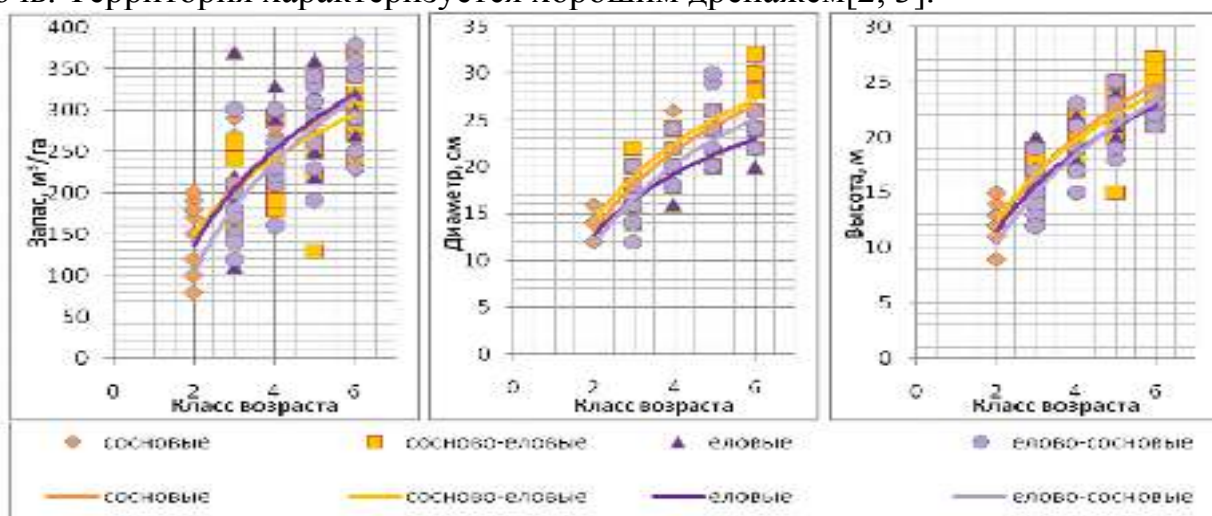 Территория характеризуется хорошим дренажем[2, 3].
400
350
300
250
200
150
100
50
0
Запас, м³/га
0 2 4 6
Класс возраста
35
30
25
20
15
10
5
0
Диаметр, см
0 2 4 6
Класс возраста
30
25
20
15
10
5
0
Высота, м
0 2 4 6
Класс возраста
сосновые сосново-еловые еловые елово-сосновые
сосновые сосново-еловые еловые елово-сосновые